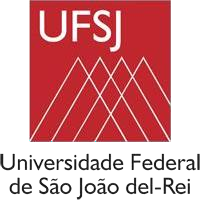 UFSJ
Universidade Federal
de São João del-Rei